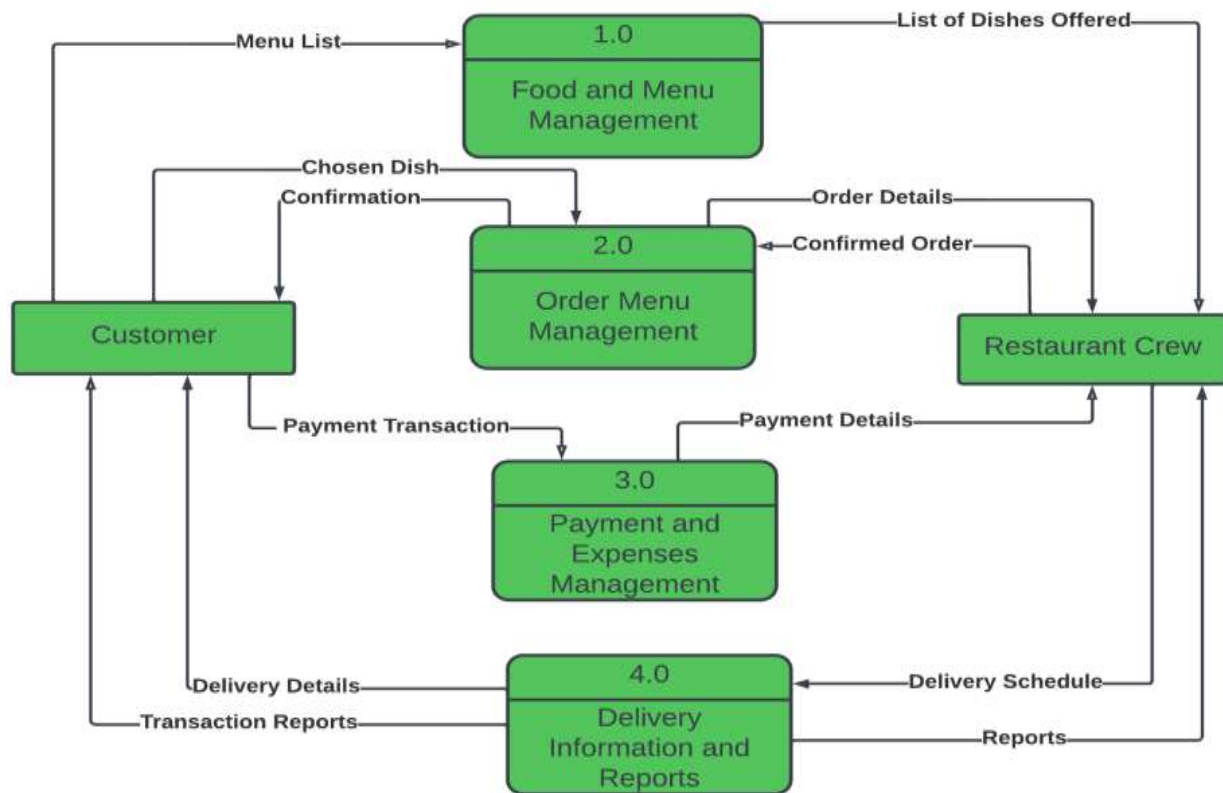 List of Dishes Offered
1.0
Menu List
Food and Menu
Management
Chosen Dish
Confirmation
Order Details
2.0
Confirmed Order
Order Menu
Management
Customer
Restaurant Crew
Payment Transaction
Payment Details
3.0
Payment and
Expenses
Management
4.0
Delivery Details
Delivery Schedule
Transaction Reports
Delivery
Information and
Reports
Reports